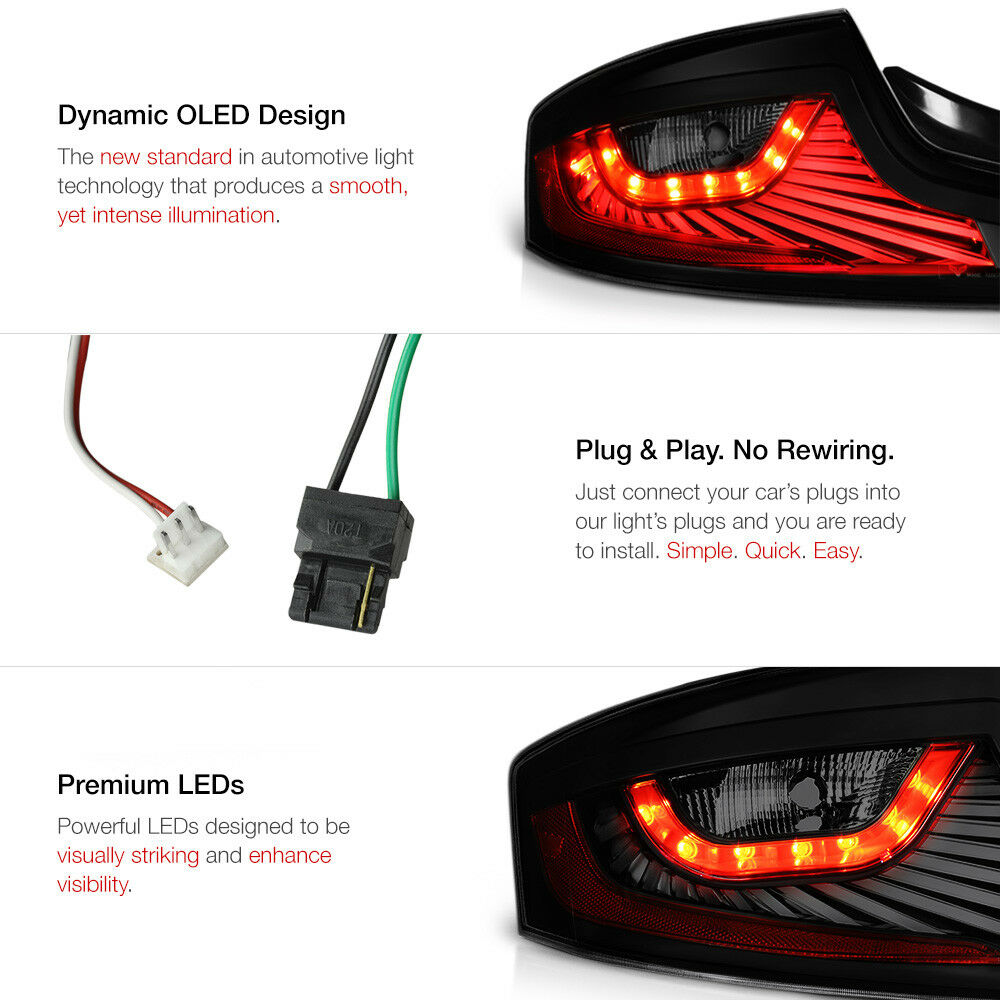 Dynamic OLED Design
The new standard in automotive light
technology that produces a smooth,
yet intense illumination.
Plug & Play. No Rewiring.
Just connect your car's plugs into
our light's plugs and you are ready
to install. Simple. Quick. Easy.
T20A
Premium LEDs
Powerful LEDs designed to be
visually striking and enhance
visibility.